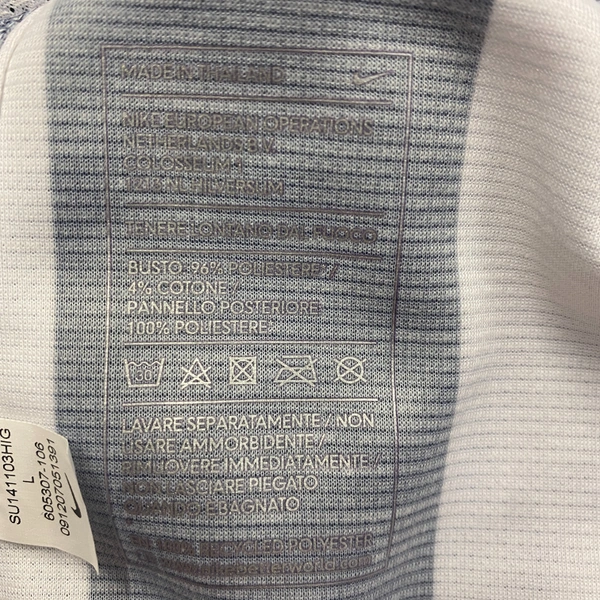 MADE IN THAILAND
NIKE EUROPEAN OPERATIONS
NETHERLANDS B.V.
COLOSSEUM 1
HILVERSUM
TENERE LONTANO DAL FUOCO
BUSTO: 96% POLIESTERE //
4% COTONE //
PANNELLO POSTERIORE:
100% POLIESTERE
LAVARE SEPARATAMENTE / NON
USARE AMMORBIDENTE /
RIMUOVERE IMMEDIATAMENTE /
NON LASCIARE PIEGATO
QUANDO E BAGNATO
RECYCLED POLYESTER
SU141103HIG
L
605307-106
091207051391